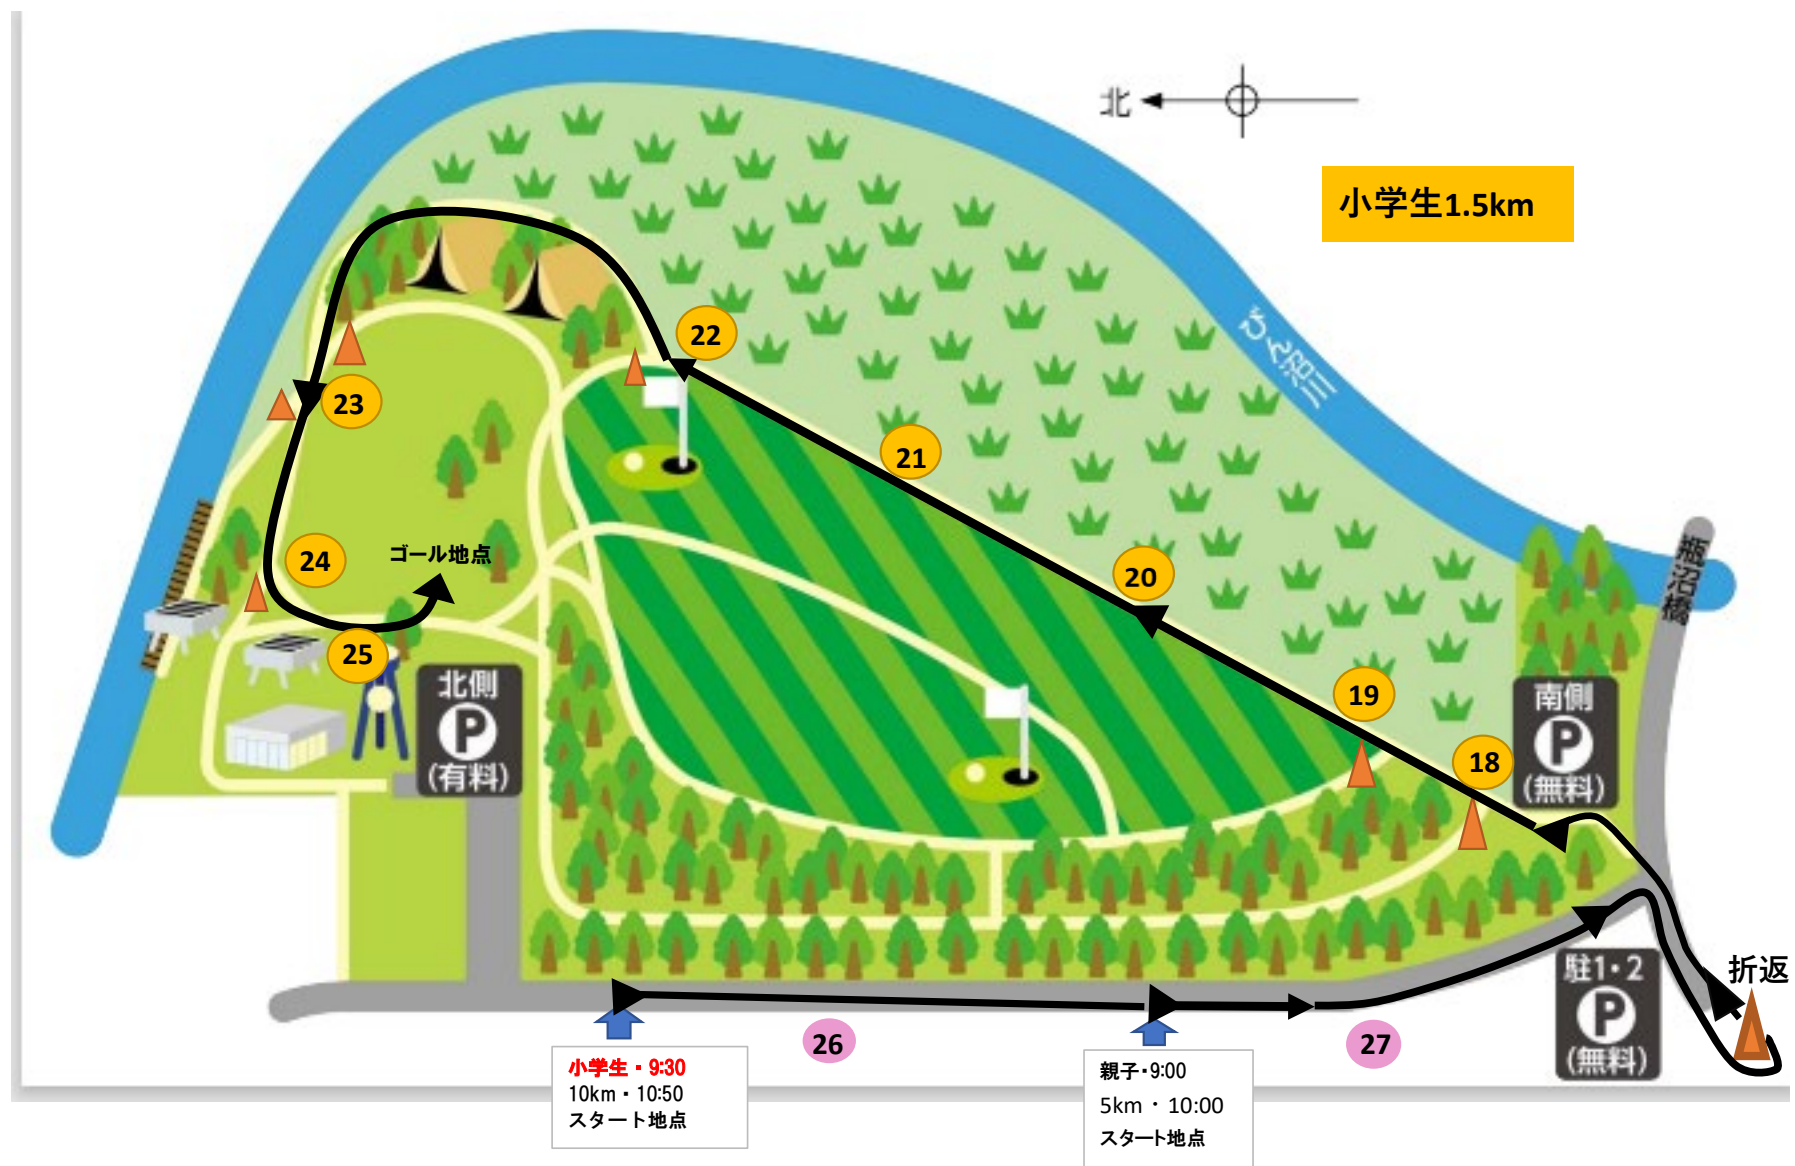 北
小学生1.5km
びん沼川
22
23
21
24
ゴール地点
20
25
19
18
北側
P
(有料)
南側
P
(無料)
折返
駐1・2
P
(無料)
26
27
小学生・9:30
10km・10:50
スタート地点
親子・9:00
5km・10:00
スタート地点